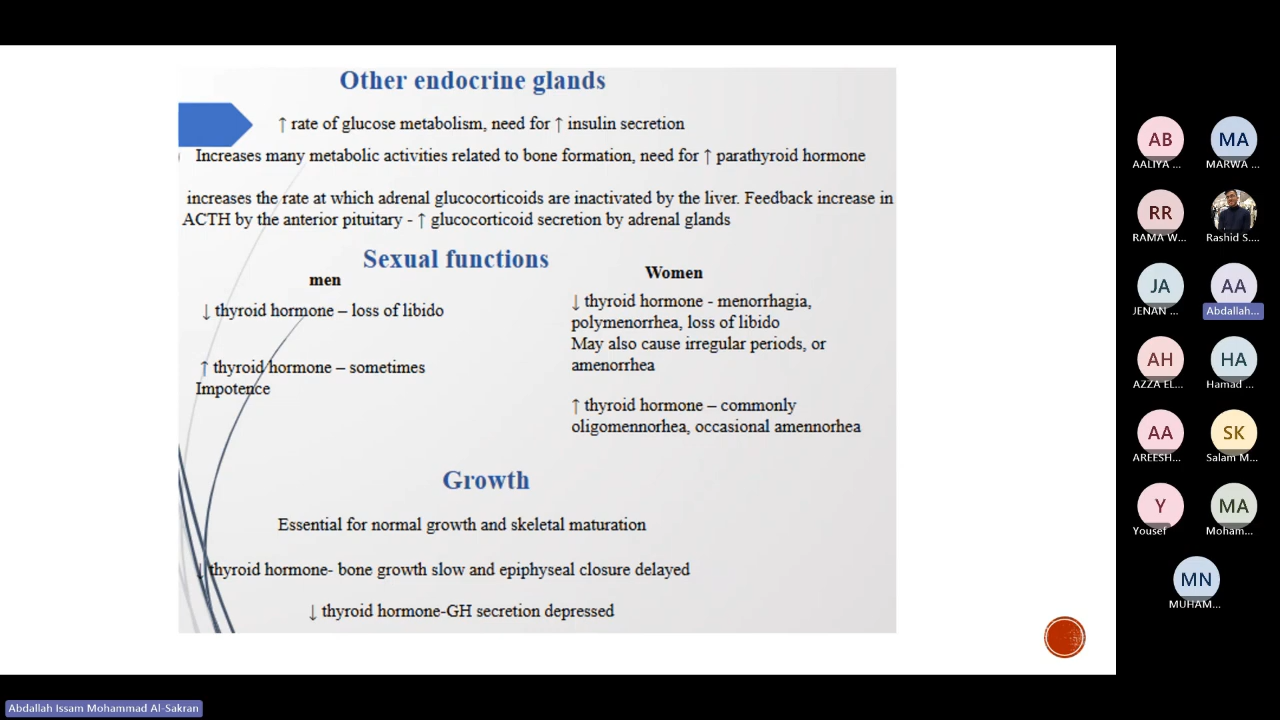 Other endocrine glands
↑ rate of glucose metabolism, need for ↑ insulin secretion
Increases many metabolic activities related to bone formation, need for ↑ parathyroid hormone
increases the rate at which adrenal glucocorticoids are inactivated by the liver. Feedback increase in
ACTH by the anterior pituitary - ↑ glucocorticoid secretion by adrenal glands
Sexual functions
men
↓ thyroid hormone – loss of libido
↑ thyroid hormone – sometimes
Impotence
Women
↓ thyroid hormone - menorrhagia,
polymenorrhea, loss of libido
May also cause irregular periods, or
amenorrhea
↑ thyroid hormone – commonly
oligomennorhea, occasional amennorhea
Growth
Essential for normal growth and skeletal maturation
↓ thyroid hormone- bone growth slow and epiphyseal closure delayed
↓ thyroid hormone-GH secretion depressed
AB
AALIYA ...
MA
MARWA ...
RR
RAMA W...
Rashid S....
JA
JENAN ...
AA
Abdallah...
AH
AZZA EL...
HA
Hamad ...
AA
AREESH...
SK
Salam M...
Y
Yousef
MA
Moham...
MN
MUHAM...
Abdallah Issam Mohammad Al-Sakran